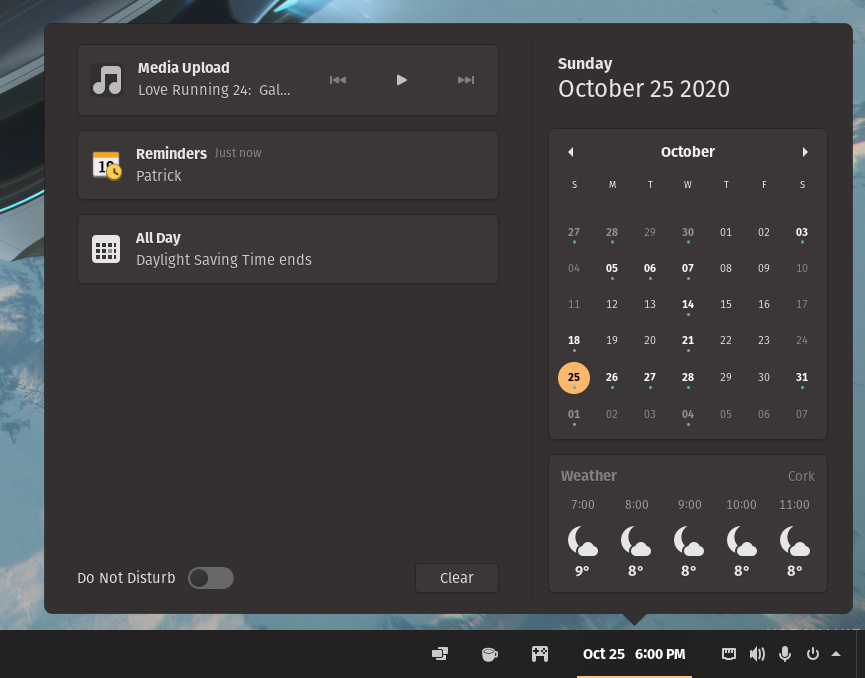 Media Upload
Love Running 24:  Gal...
Reminders Just now
Patrick
All Day
Daylight Saving Time ends
Do Not Disturb
Clear
Sunday
October 25 2020
October
S M T W T F S
27 28 29 30 01 02 03
04 05 06 07 08 09 10
11 12 13 14 15 16 17
18 19 20 21 22 23 24
25 26 27 28 29 30 31
01 02 03 04 05 06 07
Weather Cork
7:00 8:00 9:00 10:00 11:00
9° 8° 8° 8° 8°
Oct 25 6:00 PM